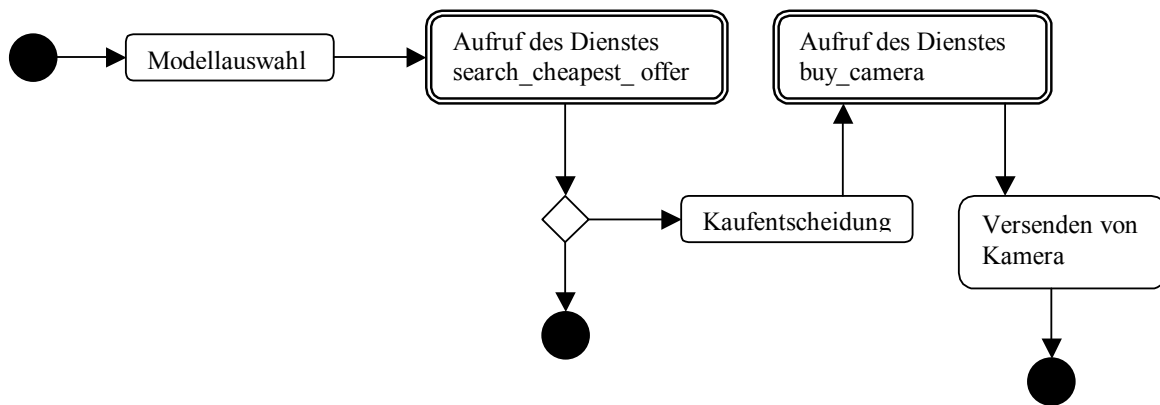 Modellauswahl
Aufruf des Dienstes
search_cheapest_ offer
Aufruf des Dienstes
buy_camera
Kaufentscheidung
Versenden von
Kamera